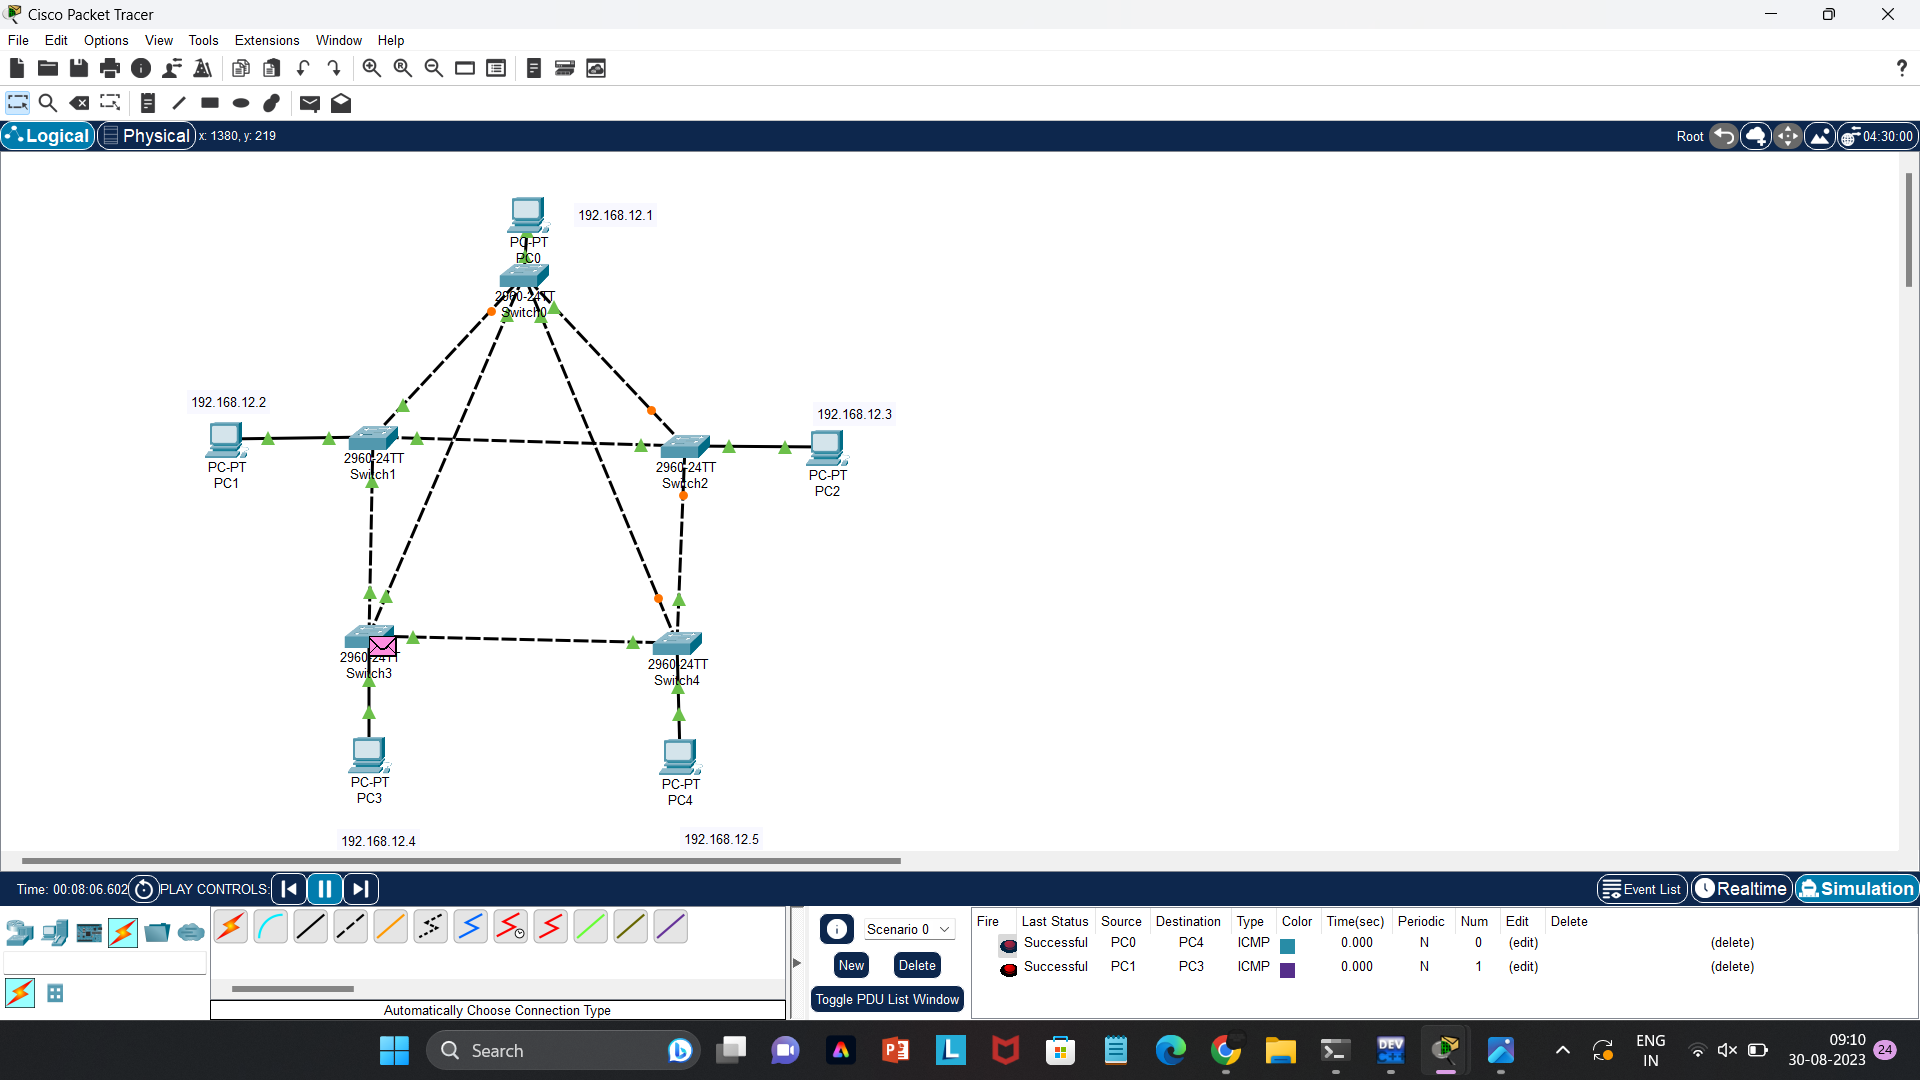 Cisco Packet Tracer
File Edit Options View Tools Extensions Window Help
Logical Physical x: 1380, y: 219 Root 04:30:00
192.168.12.1
PC-PT
PC0
2960-24TT
Switch0
192.168.12.2
192.168.12.3
PC-PT
PC1
2960-24TT
Switch1
2960-24TT
Switch2
PC-PT
PC2
2960-24TT
Switch3
2960-24TT
Switch4
PC-PT
PC3
PC-PT
PC4
192.168.12.4
192.168.12.5
Time: 00:08:06.602 PLAY CONTROLS: Event List Realtime Simulation
Scenario 0
New Delete
Toggle PDU List Window
Fire Last Status Source Destination Type Color Time(sec) Periodic Num Edit Delete
Successful PC0 PC4 ICMP 0.000 N 0 (edit) (delete)
Successful PC1 PC3 ICMP 0.000 N 1 (edit) (delete)
Automatically Choose Connection Type
Search
DEV
C++
ENG
IN
09:10
30-08-2023
24